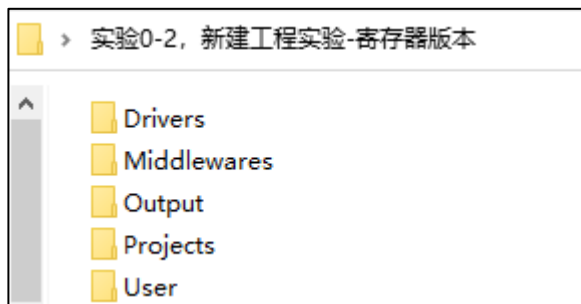 实验0-2，新建工程实验-寄存器版本
Drivers
Middlewares
Output
Projects
User